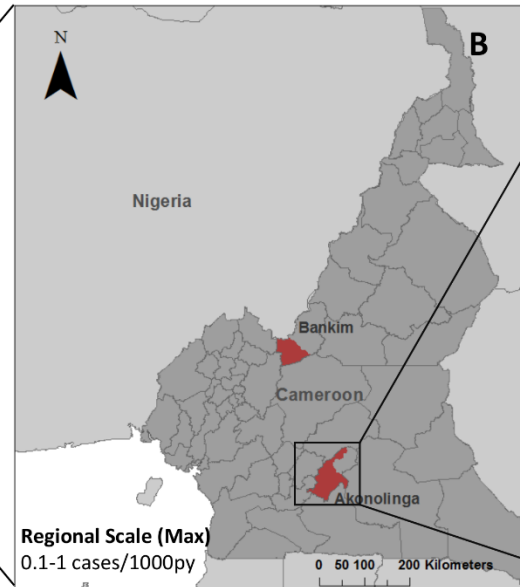 N
B
Nigeria
Bankim
Cameroon
Akonolinga
Regional Scale (Max)
0.1-1 cases/1000py
0 50 100 200 Kilometers